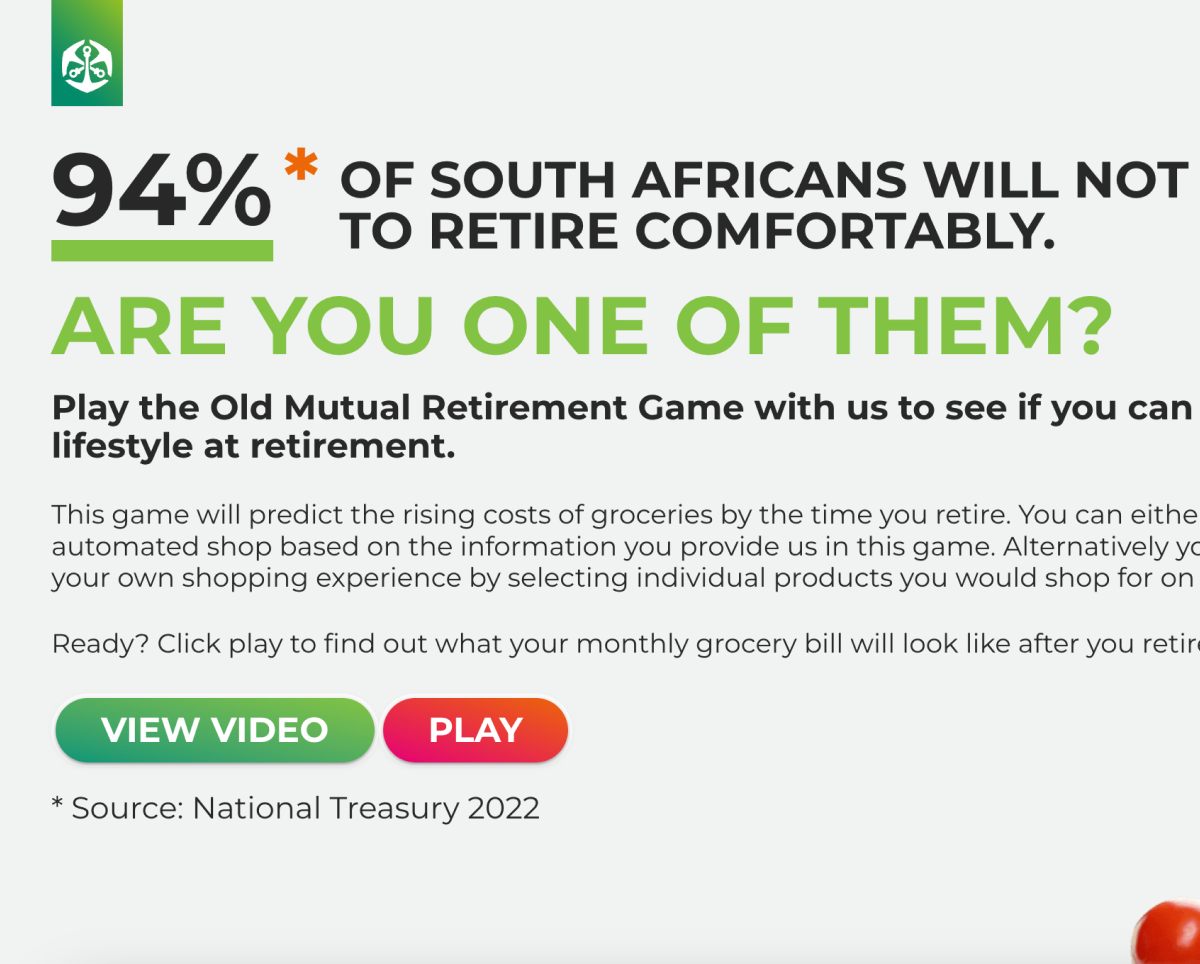 94%* OF SOUTH AFRICANS WILL NOT
TO RETIRE COMFORTABLY.
ARE YOU ONE OF THEM?
Play the Old Mutual Retirement Game with us to see if you can
lifestyle at retirement.
This game will predict the rising costs of groceries by the time you retire. You can
automated shop based on the information you provide us in this game. Alternatively
your own shopping experience by selecting individual products you would shop for on
Ready? Click play to find out what your monthly grocery bill will look like after you
VIEW VIDEO PLAY
* Source: National Treasury 2022